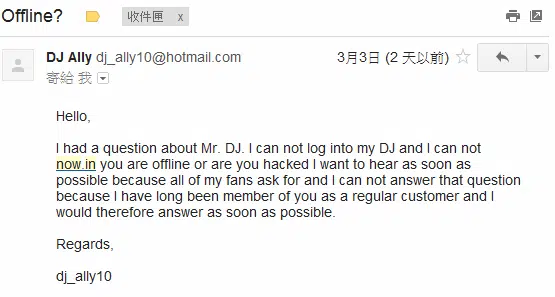 Offline? 收件匣 x
DJ Ally dj_ally10@hotmail.com 3月3日 (2 天以前)
寄給 我
Hello,
I had a question about Mr. DJ. I can not log into my DJ and I can not
now.in you are offline or are you hacked I want to hear as soon as
possible because all of my fans ask for and I can not answer that question
because I have long been member of you as a regular customer and I
would therefore answer as soon as possible.
Regards,
dj_ally10